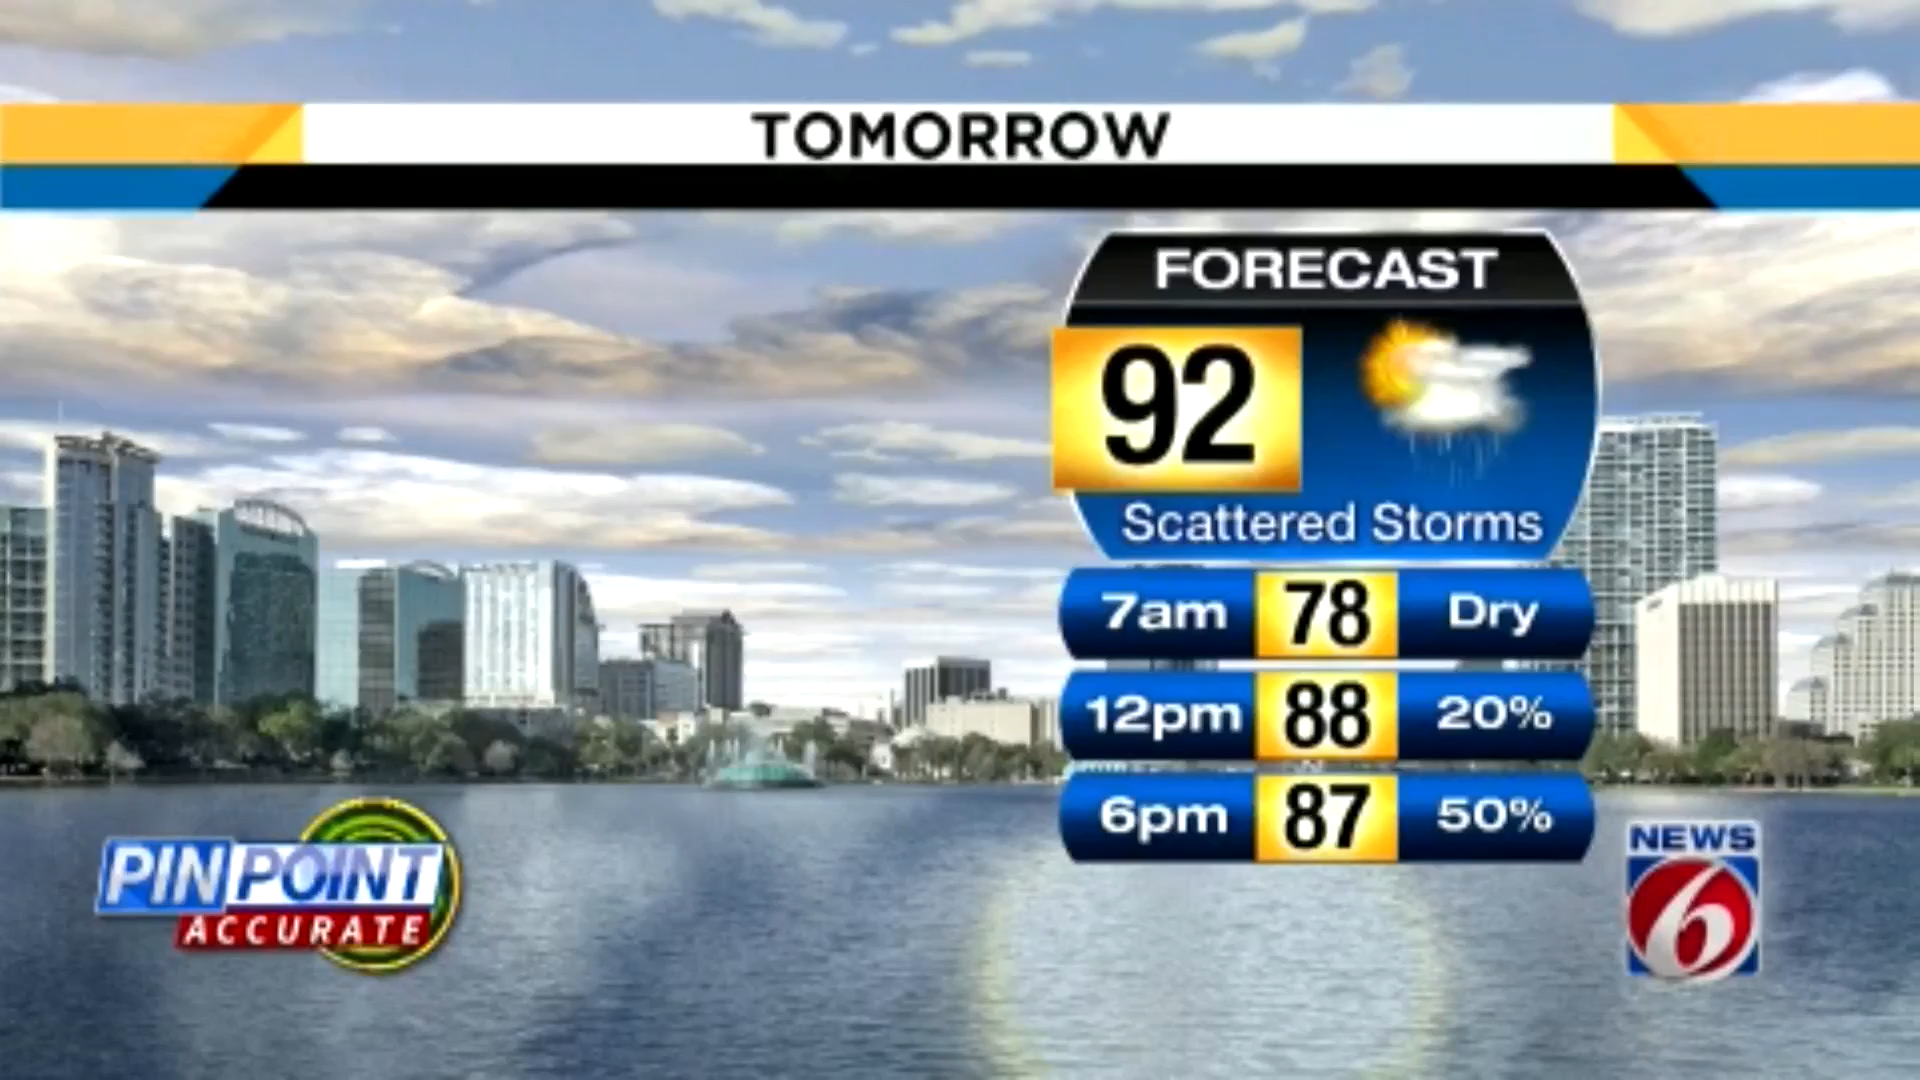 TOMORROW
FORECAST
92
Scattered Storms
7am 78 Dry
12pm 88 20%
6pm 87 50%
PINPOINT
ACCURATE
NEWS
6